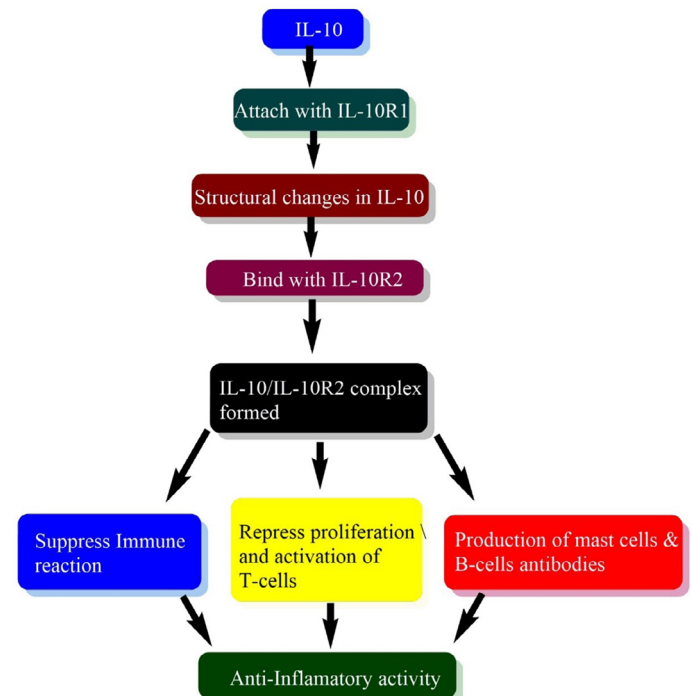 IL-10
Attach with IL-10R1
Structural changes in IL-10
Bind with IL-10R2
IL-10/IL-10R2 complex
formed
Suppress Immune
reaction
Repress proliferation \
and activation of
T-cells
Production of mast cells &
B-cells antibodies
Anti-Inflamatory activity